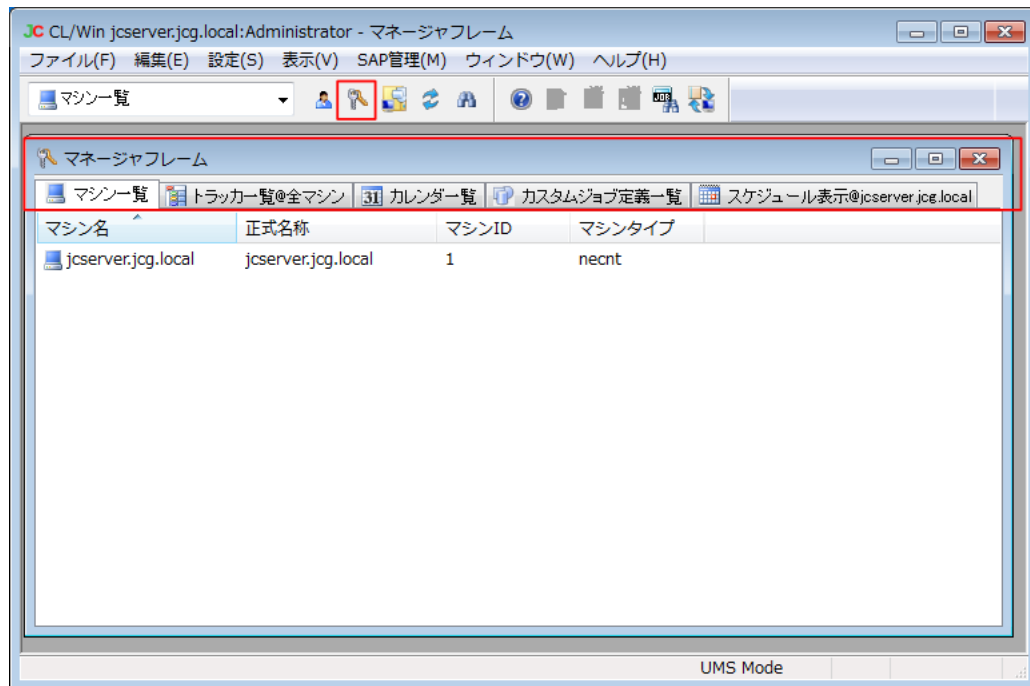 JC CL/Win jcserver.jcg.local:Administrator - マネージャフレーム
ファイル(F) 編集(E) 設定(S) 表示(V) SAP管理(M) ウィンドウ(W) ヘルプ(H)
マシン一覧
JOB
マネージャフレーム
マシン一覧 トラッカ一覧@全マシン 31 カレンダ一覧 カスタムジョブ定義一覧 スケジュール表示@jcserver.jcg.local
マシン名 正式名称 マシンID マシンタイプ
jcserver.jcg.local jcserver.jcg.local 1 necnt
UMS Mode